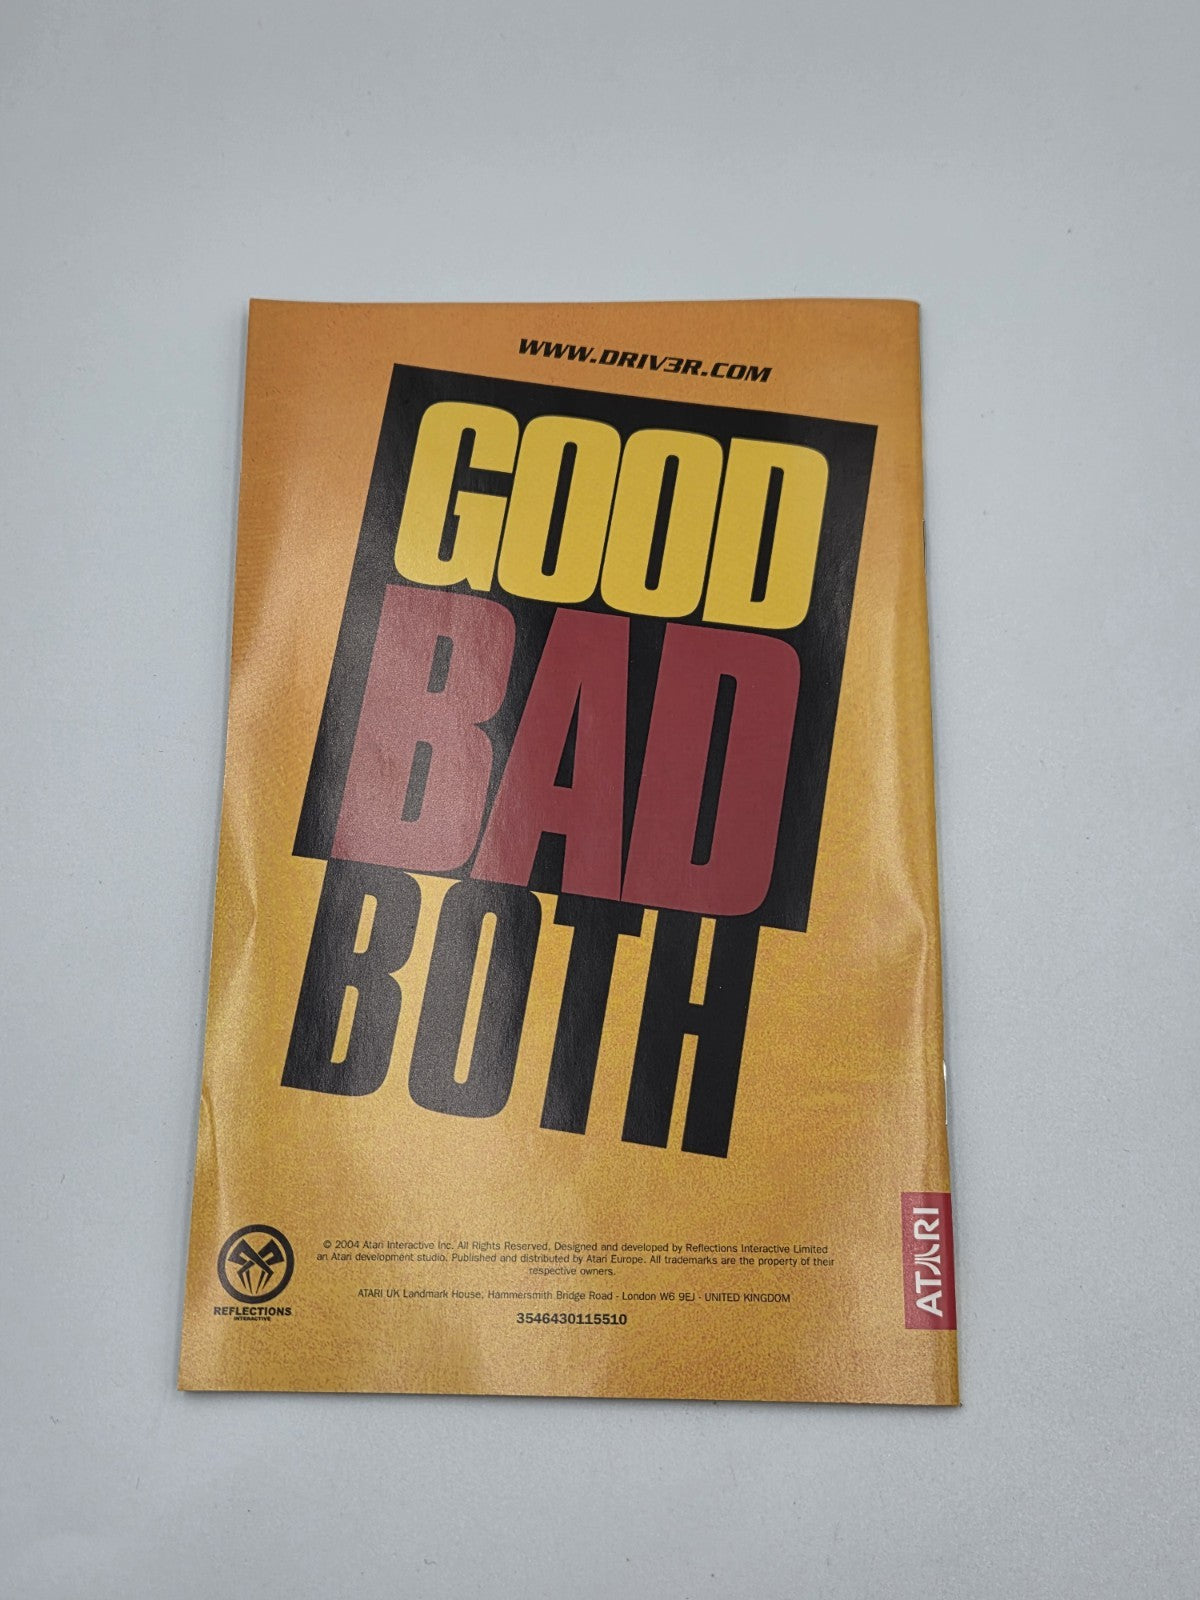 WWW.DRIV3R.COM
GOOD
BAD
BOTH
© 2004 Atari Interactive Inc. All Rights Reserved. Designed and developed by Reflections Interactive Limited
an Atari development studio. Published and distributed by Atari Europe. All trademarks are the property of their
respective owners.
ATARI UK Landmark House, Hammersmith Bridge Road - London W6 9EJ - UNITED KINGDOM
3546430115510
REFLECTIONS
INTERACTIVE
ATARI